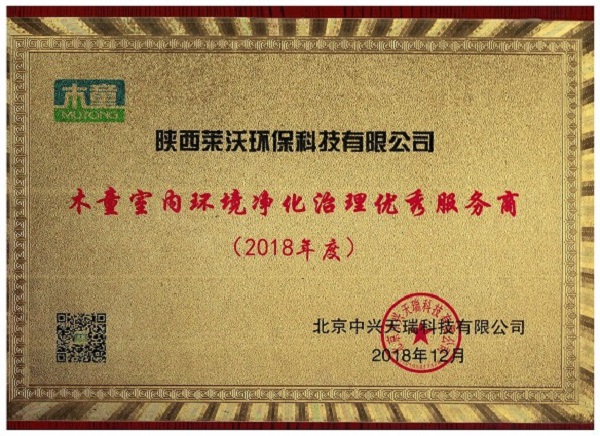 木童
MUTONG
陕西莱沃环保科技有限公司
木童室内环境净化治理优秀服务商
（2018年度）
北京中兴天瑞科技有限公司
2018年12月